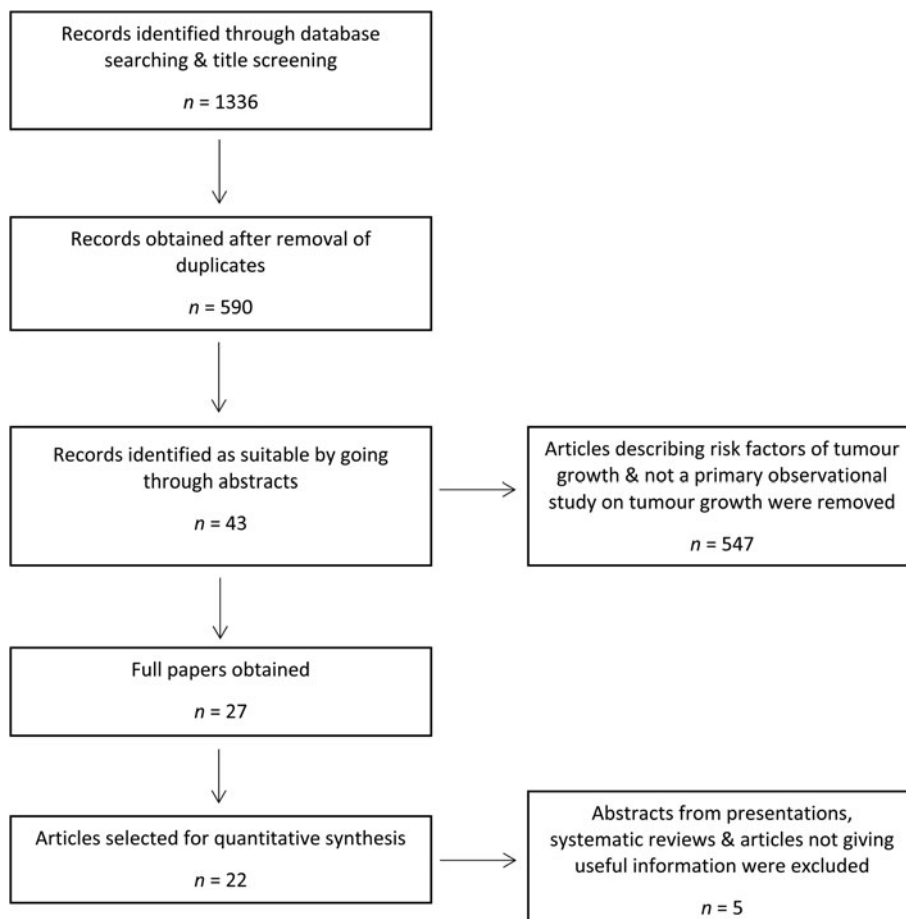 Records identified through database
searching & title screening
n = 1336
Records obtained after removal of
duplicates
n = 590
Records identified as suitable by going
through abstracts
n = 43
Articles describing risk factors of tumour
growth & not a primary observational
study on tumour growth were removed
n = 547
Full papers obtained
n = 27
Articles selected for quantitative synthesis
n = 22
Abstracts from presentations,
systematic reviews & articles not giving
useful information were excluded
n = 5